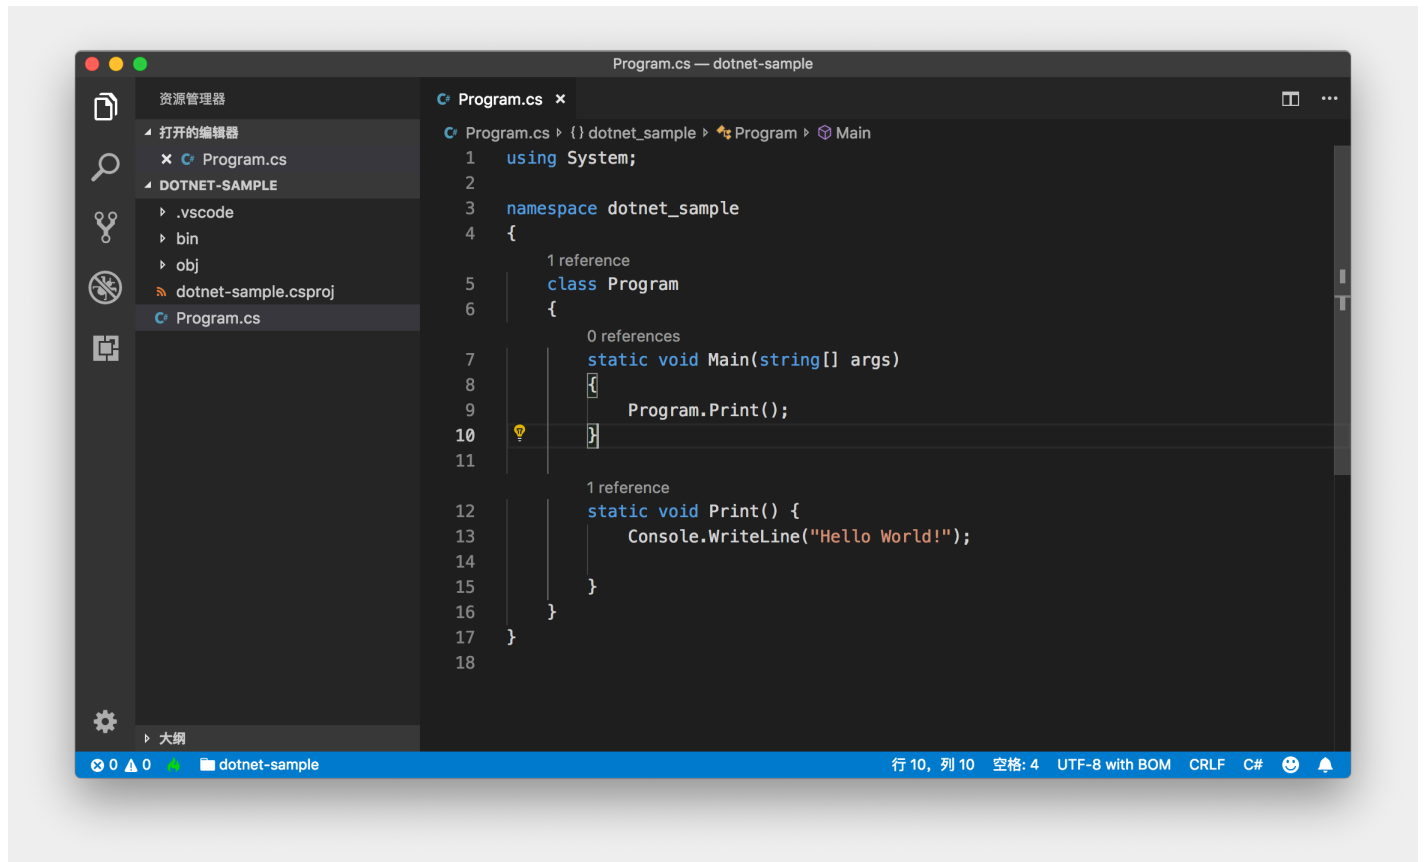 Program.cs — dotnet-sample
资源管理器
打开的编辑器
Program.cs
DOTNET-SAMPLE
.vscode
bin
obj
dotnet-sample.csproj
Program.cs
大纲
Program.cs
Program.cs {} dotnet_sample Program Main
1 using System;
2
3 namespace dotnet_sample
4 {
1 reference
5 class Program
6 {
0 references
7 static void Main(string[] args)
8 {
9 Program.Print();
10 }
11
1 reference
12 static void Print() {
13 Console.WriteLine("Hello World!");
14
15 }
16 }
17 }
18
0 0 dotnet-sample 行 10，列 10 空格: 4 UTF-8 with BOM CRLF C#